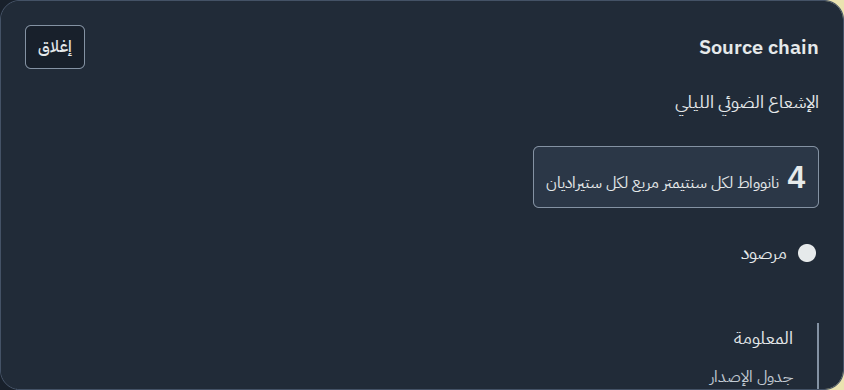 Source chain
إغلاق
الإشعاع الضوئي الليلي
4 نانوواط لكل سنتيمتر مربع لكل ستيراديان
مرصود
المعلومة
جدول الإصدار